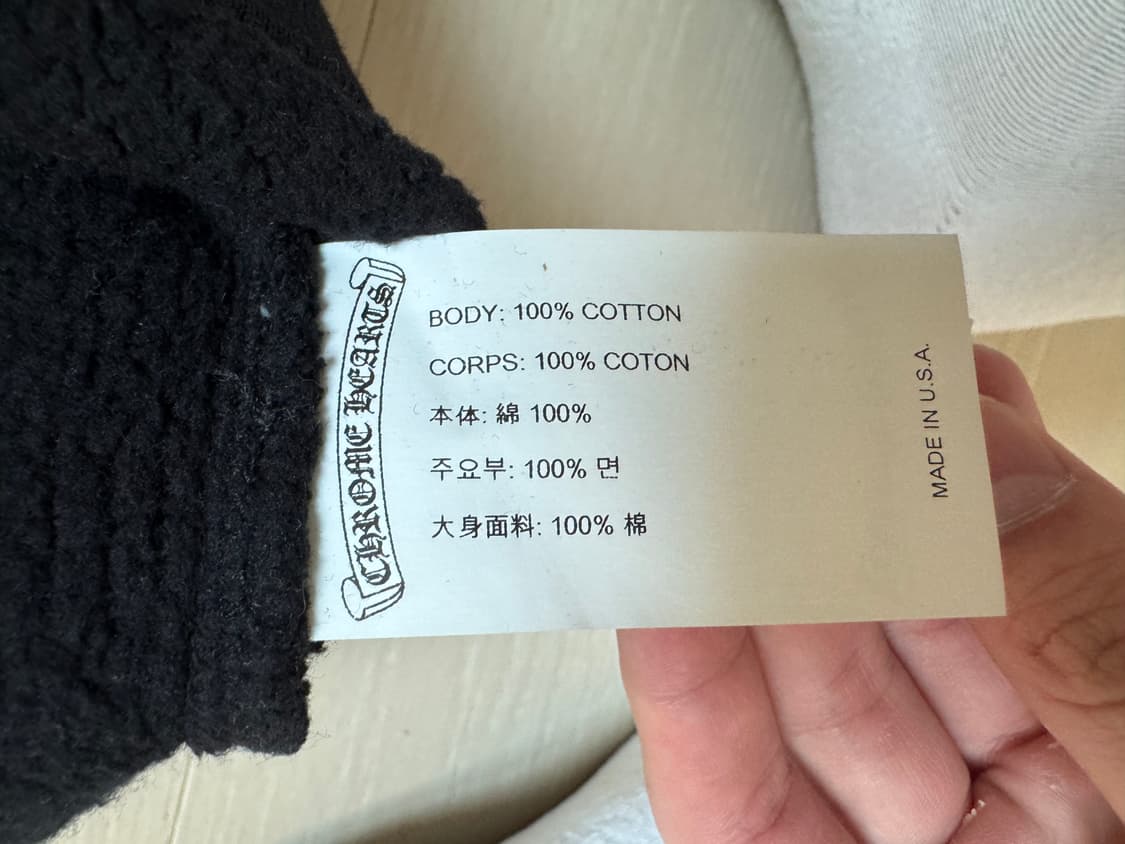 CHROME HEARTS
BODY: 100% COTTON
CORPS: 100% COTON
本体: 綿 100%
주요부: 100% 면
大身面料: 100% 棉
MADE IN U.S.A.